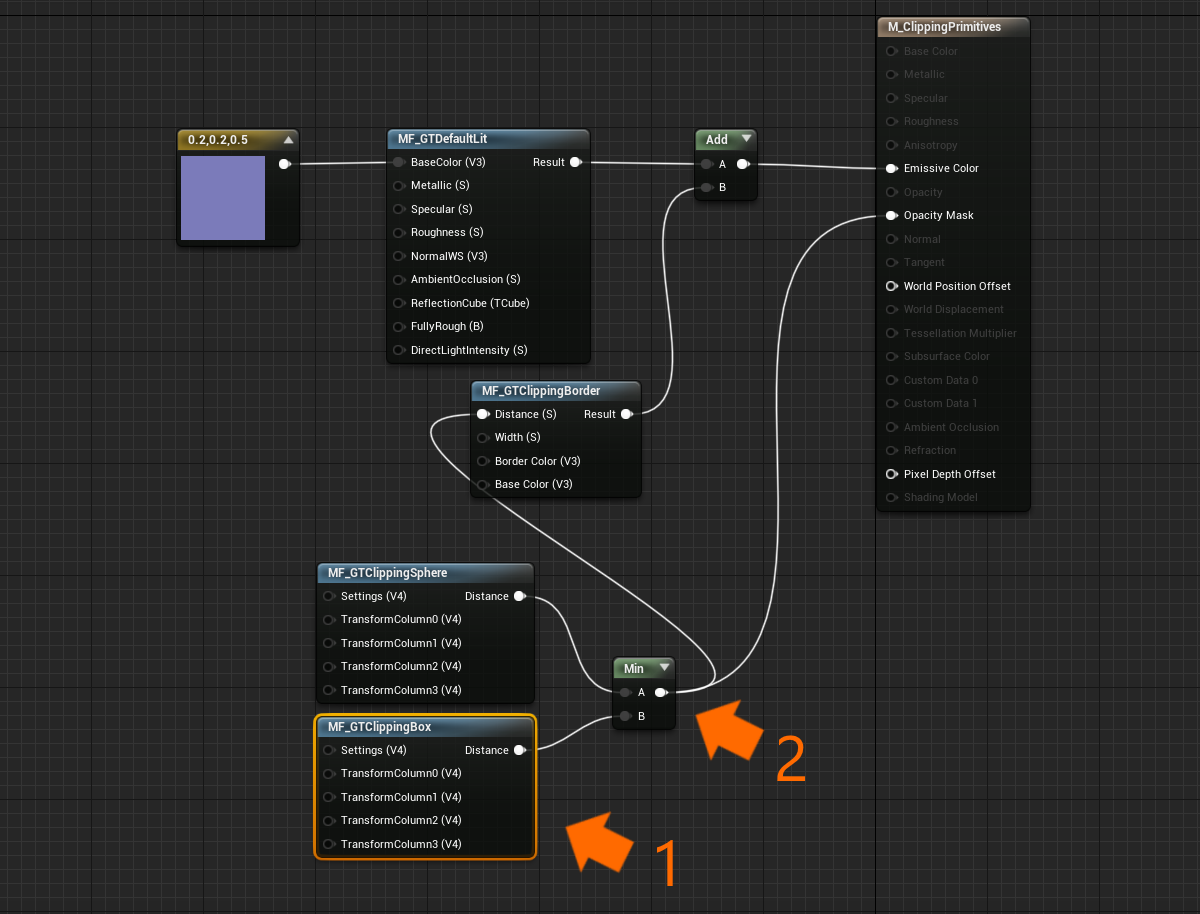 M_ClippingPrimitives
Base Color
Metallic
Specular
Roughness
Anisotropy
Emissive Color
Opacity
Opacity Mask
Normal
Tangent
World Position Offset
World Displacement
Tessellation Multiplier
Subsurface Color
Custom Data 0
Custom Data 1
Ambient Occlusion
Refraction
Pixel Depth Offset
Shading Model
0.2,0.2,0.5
MF_GTDefaultLit
BaseColor (V3) Result
Metallic (S)
Specular (S)
Roughness (S)
NormalWS (V3)
AmbientOcclusion (S)
ReflectionCube (TCube)
FullyRough (B)
DirectLightIntensity (S)
Add
A
B
MF_GTClippingBorder
Distance (S) Result
Width (S)
Border Color (V3)
Base Color (V3)
MF_GTClippingSphere
Settings (V4) Distance
TransformColumn0 (V4)
TransformColumn1 (V4)
TransformColumn2 (V4)
TransformColumn3 (V4)
Min
A
B
2
MF_GTClippingBox
Settings (V4) Distance
TransformColumn0 (V4)
TransformColumn1 (V4)
TransformColumn2 (V4)
TransformColumn3 (V4)
1